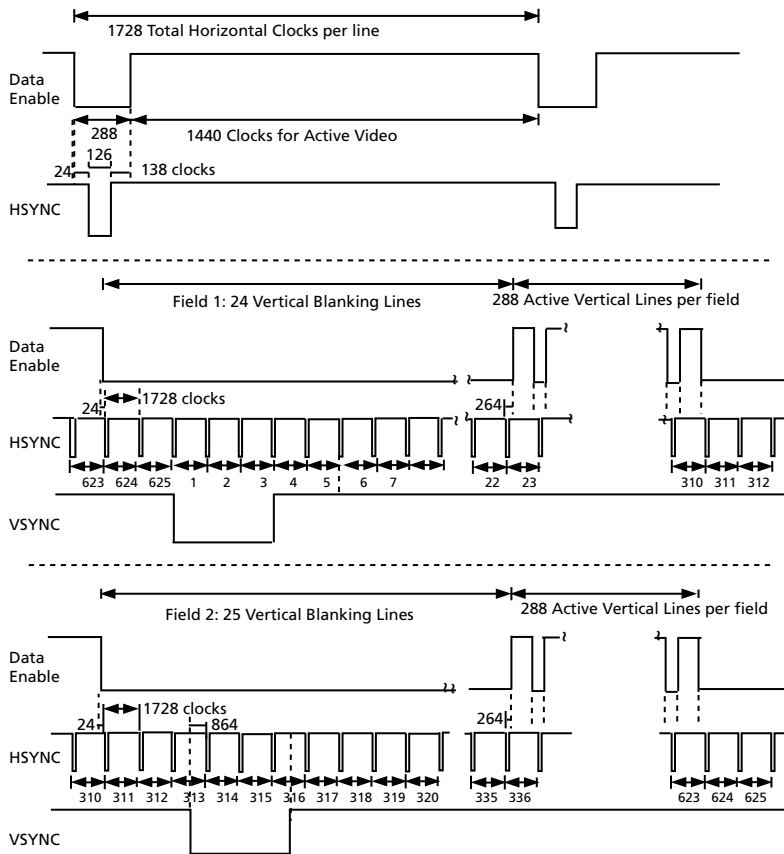 1728 Total Horizontal Clocks per line
Data
Enable
288
1440 Clocks for Active Video
126
24
138 clocks
HSYNC
Field 1: 24 Vertical Blanking Lines
288 Active Vertical Lines per field
Data
Enable
24
1728 clocks
264
HSYNC
623 624 625 1 2 3 4 5 6 7 22 23 310 311 312
VSYNC
Field 2: 25 Vertical Blanking Lines
288 Active Vertical Lines per field
Data
Enable
24
1728 clocks
864
264
HSYNC
310 311 312 313 314 315 316 317 318 319 320 335 336 623 624 625
VSYNC